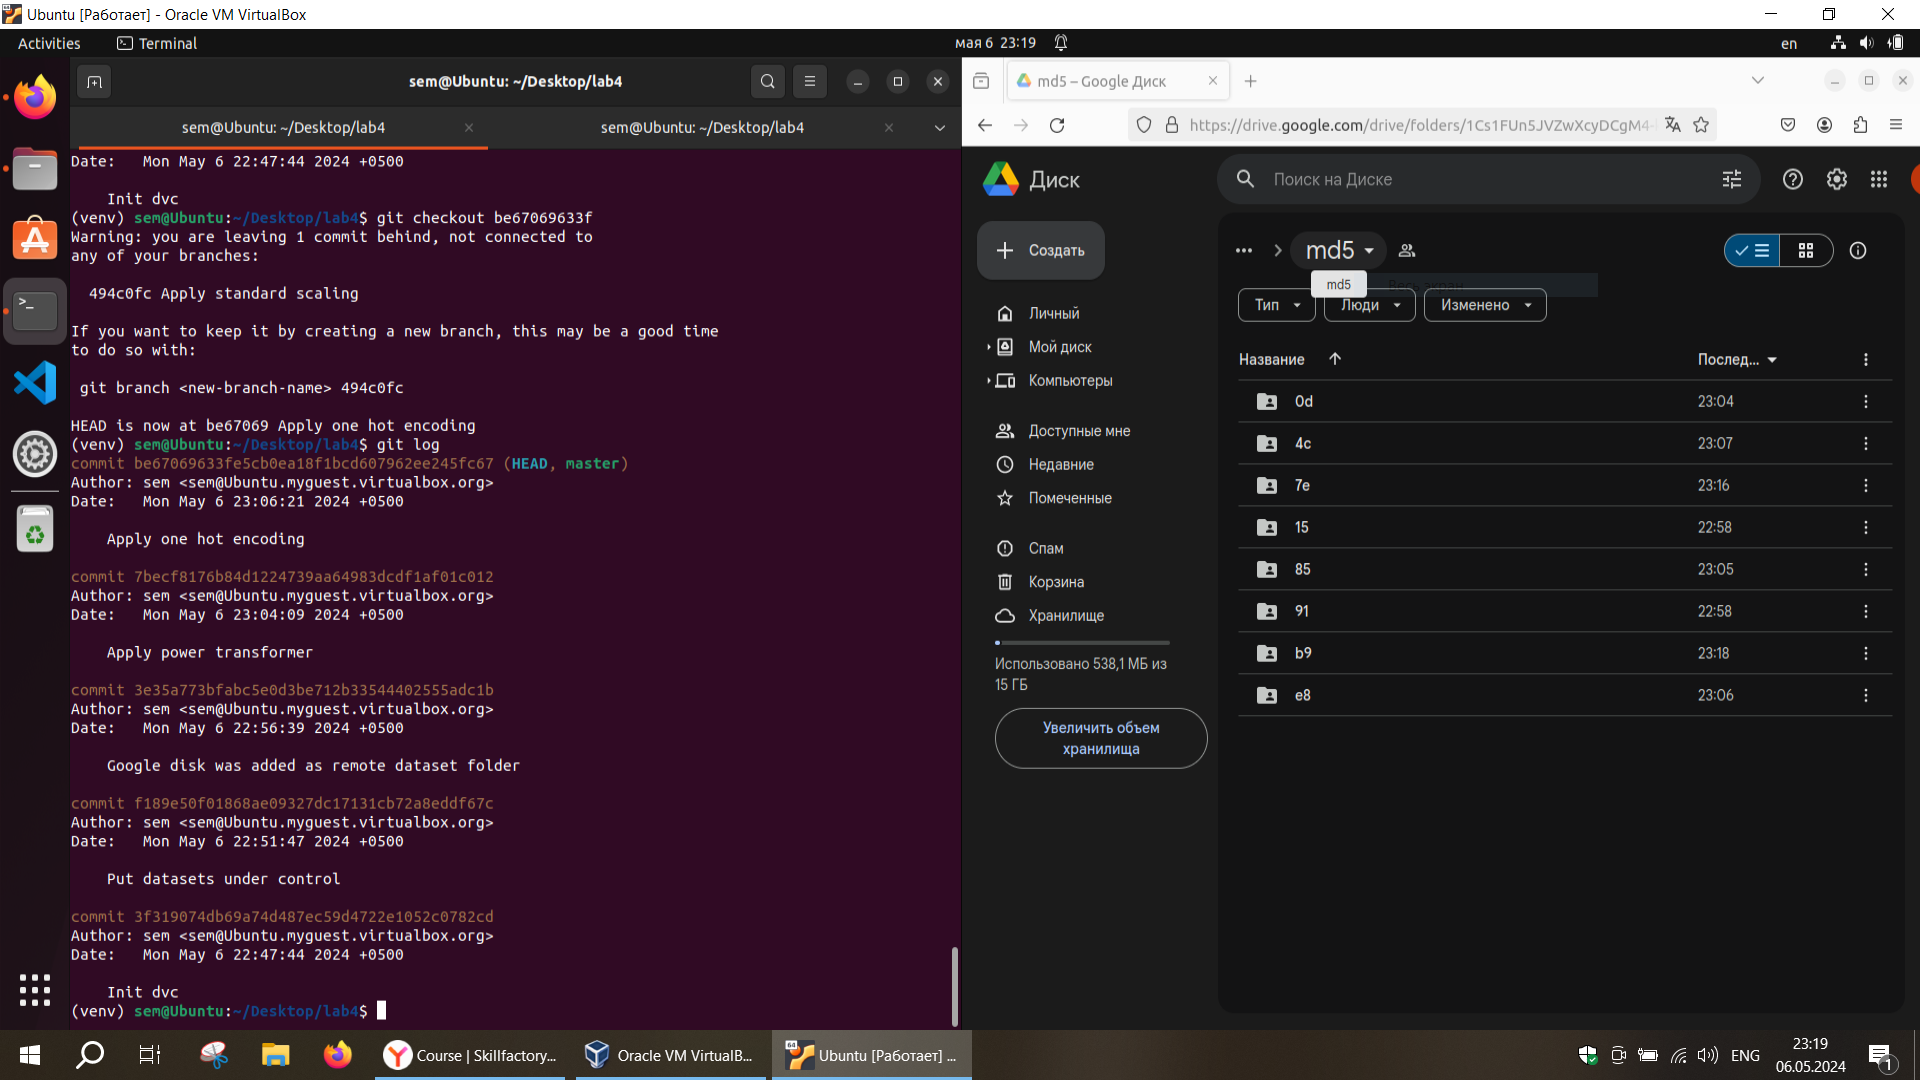 Ubuntu [Работает] - Oracle VM VirtualBox
Activities
Terminal
мая 6 23:19
en
sem@Ubuntu: ~/Desktop/lab4
sem@Ubuntu: ~/Desktop/lab4
sem@Ubuntu: ~/Desktop/lab4
Date:   Mon May 6 22:47:44 2024 +0500
Init dvc
(venv) sem@Ubuntu:~/Desktop/lab4$ git checkout be67069633f
Warning: you are leaving 1 commit behind, not connected to
any of your branches:
494c0fc Apply standard scaling
If you want to keep it by creating a new branch, this may be a good time
to do so with:
git branch <new-branch-name> 494c0fc
HEAD is now at be67069 Apply one hot encoding
(venv) sem@Ubuntu:~/Desktop/lab4$ git log
commit be67069633fe5cb0ea18f1bcd607962ee245fc67 (HEAD, master)
Author: sem <sem@Ubuntu.myguest.virtualbox.org>
Date:   Mon May 6 23:06:21 2024 +0500
Apply one hot encoding
commit 7becf8176b84d1224739aa64983dcdf1af01c012
Author: sem <sem@Ubuntu.myguest.virtualbox.org>
Date:   Mon May 6 23:04:09 2024 +0500
Apply power transformer
commit 3e35a773bfabc5e0d3be712b33544402555adc1b
Author: sem <sem@Ubuntu.myguest.virtualbox.org>
Date:   Mon May 6 22:56:39 2024 +0500
Google disk was added as remote dataset folder
commit f189e50f01868ae09327dc17131cb72a8eddf67c
Author: sem <sem@Ubuntu.myguest.virtualbox.org>
Date:   Mon May 6 22:51:47 2024 +0500
Put datasets under control
commit 3f319074db69a74d487ec59d4722e1052c0782cd
Author: sem <sem@Ubuntu.myguest.virtualbox.org>
Date:   Mon May 6 22:47:44 2024 +0500
Init dvc
(venv) sem@Ubuntu:~/Desktop/lab4$
md5 – Google Диск
https://drive.google.com/drive/folders/1Cs1FUn5JVZwXcyDCgM4-
Диск
Поиск на Диске
Создать
Личный
Мой диск
Компьютеры
Доступные мне
Недавние
Помеченные
Спам
Корзина
Хранилище
Использовано 538,1 МБ из
15 ГБ
Увеличить объем
хранилища
md5
md5
Весь экран
Тип
Люди
Изменено
Название
Послед...
0d 23:04
4c 23:07
7e 23:16
15 22:58
85 23:05
91 22:58
b9 23:18
e8 23:06
Course | Skillfactory...
Oracle VM VirtualB...
64
Ubuntu [Работает] ...
ENG
23:19
06.05.2024
1